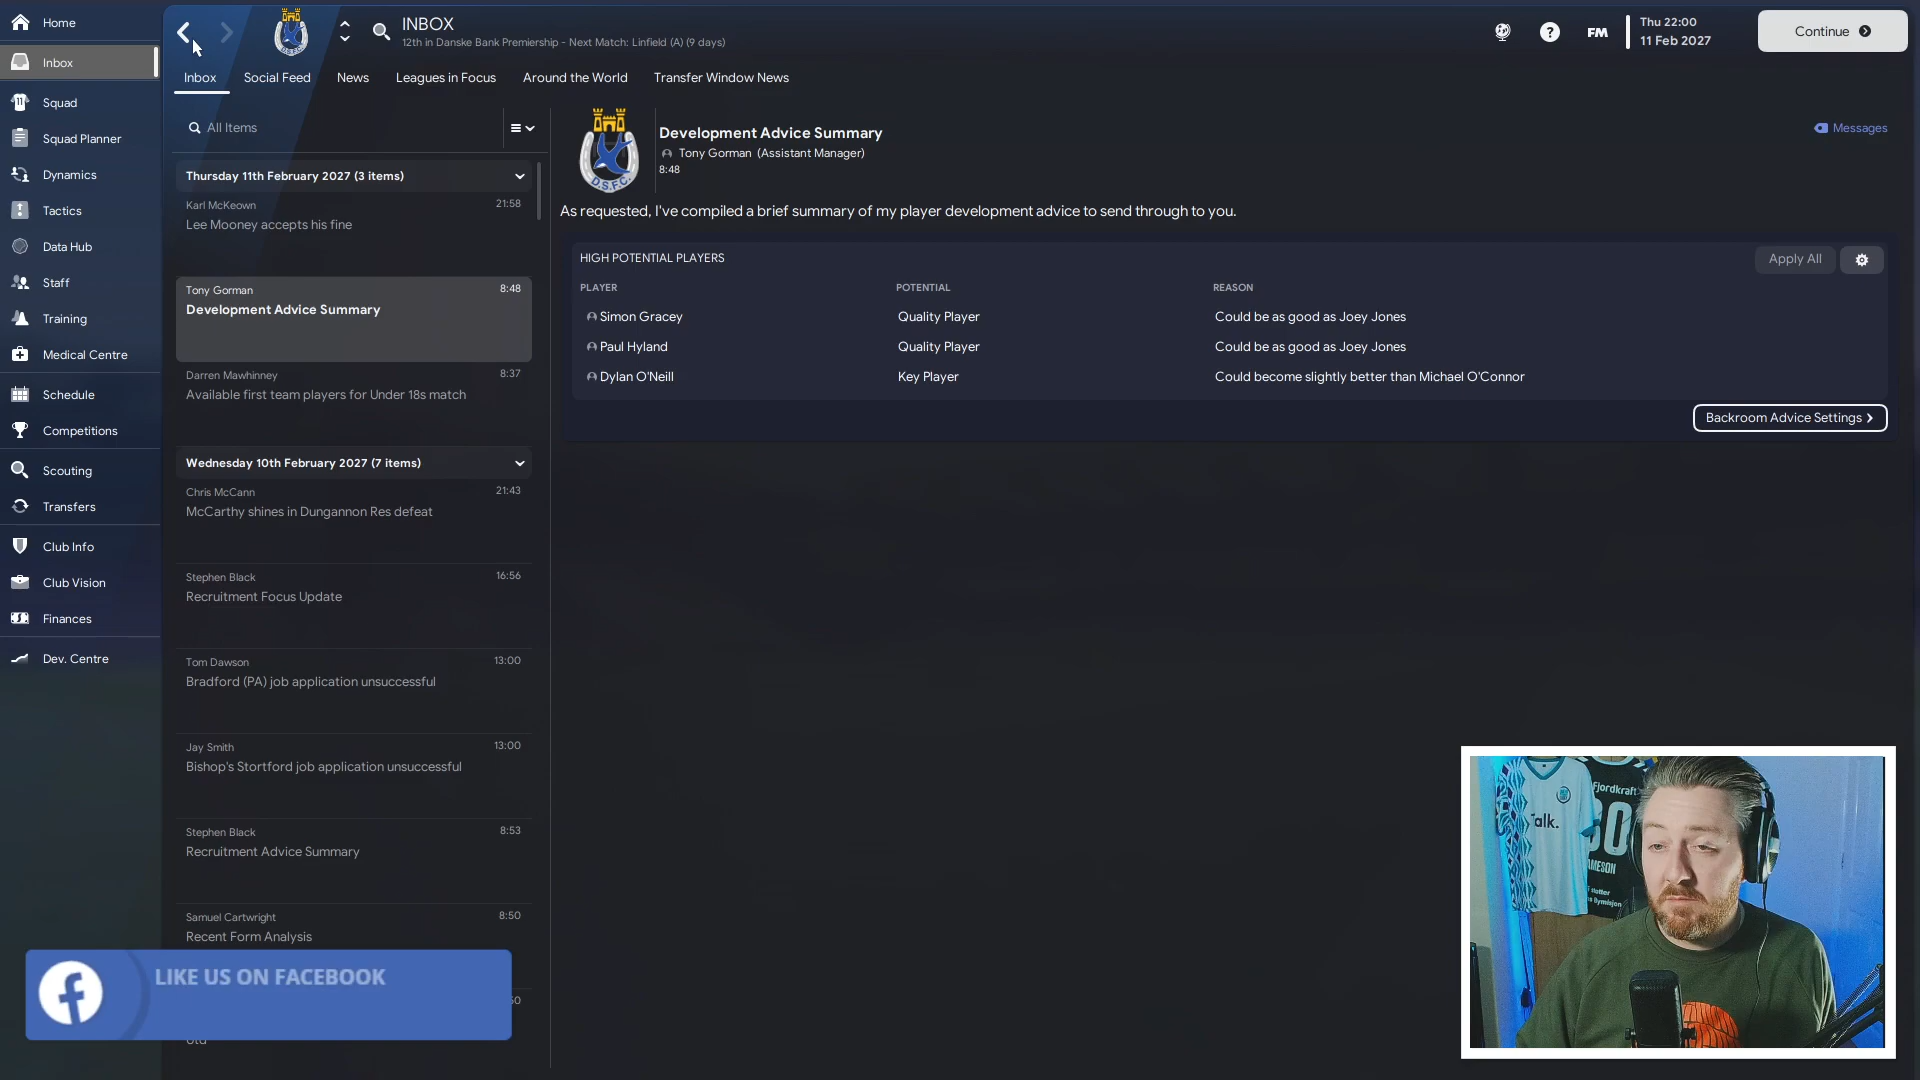 Home
Inbox
Squad
Squad Planner
Dynamics
Tactics
Data Hub
Staff
Training
Medical Centre
Schedule
Competitions
Scouting
Transfers
Club Info
Club Vision
Finances
Dev. Centre
INBOX
12th in Danske Bank Premiership - Next Match: Linfield (A) (9 days)
FM
Thu 22:00
11 Feb 2027
Continue
Inbox Social Feed News Leagues in Focus Around the World Transfer Window News
All Items
Thursday 11th February 2027 (3 items)
Karl McKeown 21:58
Lee Mooney accepts his fine
Tony Gorman 8:48
Development Advice Summary
Darren Mawhinney 8:37
Available first team players for Under 18s match
Wednesday 10th February 2027 (7 items)
Chris McCann 21:43
McCarthy shines in Dungannon Res defeat
Stephen Black 16:56
Recruitment Focus Update
Tom Dawson 13:00
Bradford (PA) job application unsuccessful
Jay Smith 13:00
Bishop's Stortford job application unsuccessful
Stephen Black 8:53
Recruitment Advice Summary
Samuel Cartwright 8:50
Recent Form Analysis
LIKE US ON FACEBOOK
D.S.F.C.
Development Advice Summary
Tony Gorman (Assistant Manager)
8:48
Messages
As requested, I've compiled a brief summary of my player development advice to send through to you.
HIGH POTENTIAL PLAYERS
Apply All
PLAYER POTENTIAL REASON
Simon Gracey Quality Player Could be as good as Joey Jones
Paul Hyland Quality Player Could be as good as Joey Jones
Dylan O'Neill Key Player Could become slightly better than Michael O'Connor
Backroom Advice Settings
Talk.
Fjordkraft